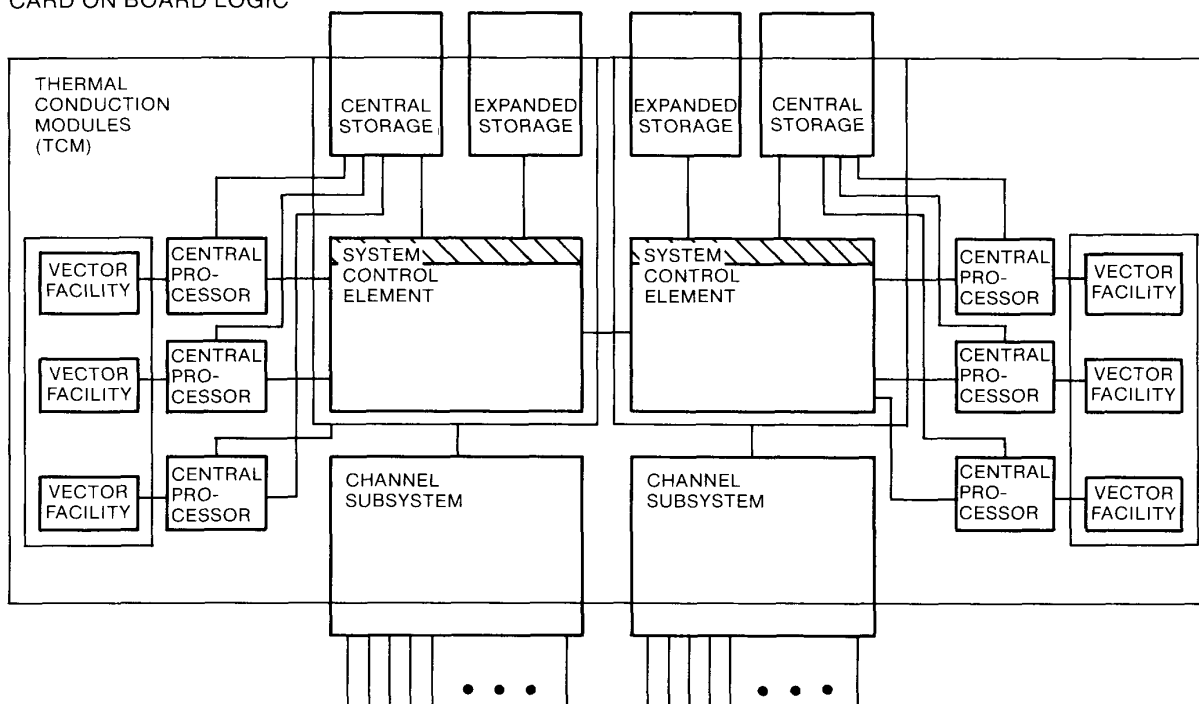 CARD ON BOARD LOGIC
THERMAL
CONDUCTION
MODULES
(TCM)
CENTRAL
STORAGE
EXPANDED
STORAGE
EXPANDED
STORAGE
CENTRAL
STORAGE
VECTOR
FACILITY
CENTRAL
PRO-
CESSOR
SYSTEM
CONTROL
ELEMENT
SYSTEM
CONTROL
ELEMENT
CENTRAL
PRO-
CESSOR
VECTOR
FACILITY
VECTOR
FACILITY
CENTRAL
PRO-
CESSOR
CENTRAL
PRO-
CESSOR
VECTOR
FACILITY
VECTOR
FACILITY
CENTRAL
PRO-
CESSOR
CHANNEL
SUBSYSTEM
CHANNEL
SUBSYSTEM
CENTRAL
PRO-
CESSOR
VECTOR
FACILITY